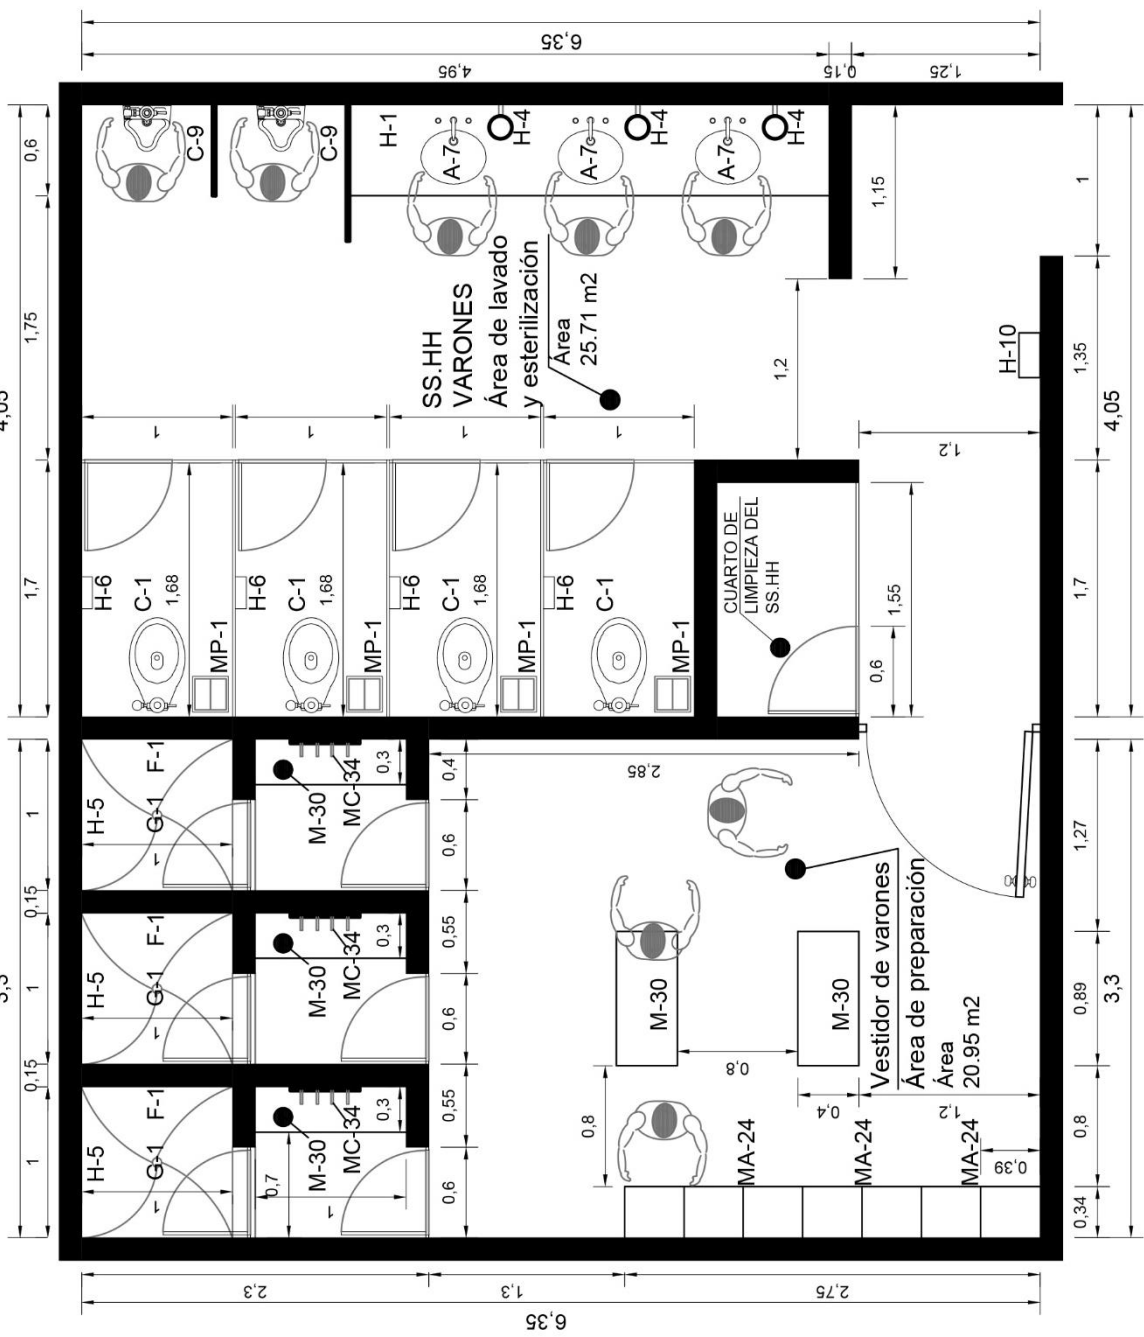 6,35
4,95
0,15
1,25
0,6
C-9
C-9
H-1
A-7
H-4
A-7
H-4
A-7
H-4
1,15
1
1,75
SS.HH
VARONES
Área de lavado
y esterilización
Área
25.71 m2
1,2
H-10
1,35
4,05
1
1
1
1
1,2
4,05
1,7
H-6
C-1
1,68
MP-1
H-6
C-1
1,68
MP-1
H-6
C-1
1,68
MP-1
H-6
C-1
MP-1
CUARTO DE
LIMPIEZA DEL
SS.HH
0,6
1,55
1,7
1
H-5
G-1
F-1
1
M-30
MC-34
0,3
0,4
0,6
2,85
1,27
0,15
1
H-5
G-1
F-1
1
M-30
MC-34
0,3
0,55
0,6
M-30
0,8
M-30
Vestidor de varones
Área de preparación
Área
20.95 m2
0,89
3,3
3,3
0,15
1
H-5
G-1
F-1
1
0,7
M-30
MC-34
0,3
1
0,55
0,6
0,8
0,4
1,2
0,8
MA-24
MA-24
MA-24
0,39
0,34
2,3
1,3
2,75
6,35